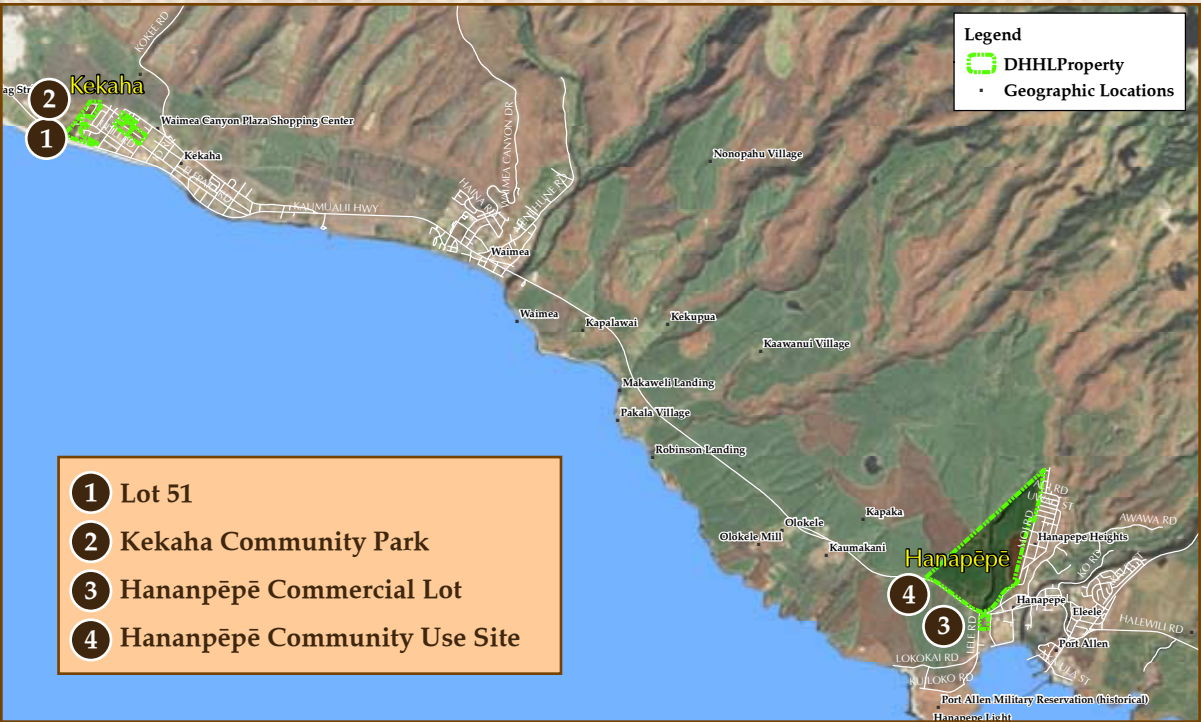 Legend
DHHLProperty
Geographic Locations
KOKEE RD
Kekaha
2
1
Waimea Canyon Plaza Shopping Center
Kekaha
KAUMUALII HWY
WAIMEA CANYON DR
Waimea
Nonopahu Village
Waimea
Kapalawai
Kekupua
Kaawanui Village
Makaweli Landing
Pakala Village
Robinson Landing
Kapaka
Olokele
Olokele Mill
Kaumakani
Hanapēpē
4
3
MOI RD
AWAWA RD
Hanapepe Heights
Hanapepe
Eleele
HALEWILI RD
Port Allen
LOKOKAI RD
KUILOKO RD
Port Allen Military Reservation (historical)
Hanapepe Light
1 Lot 51
2 Kekaha Community Park
3 Hananpēpē Commercial Lot
4 Hananpēpē Community Use Site